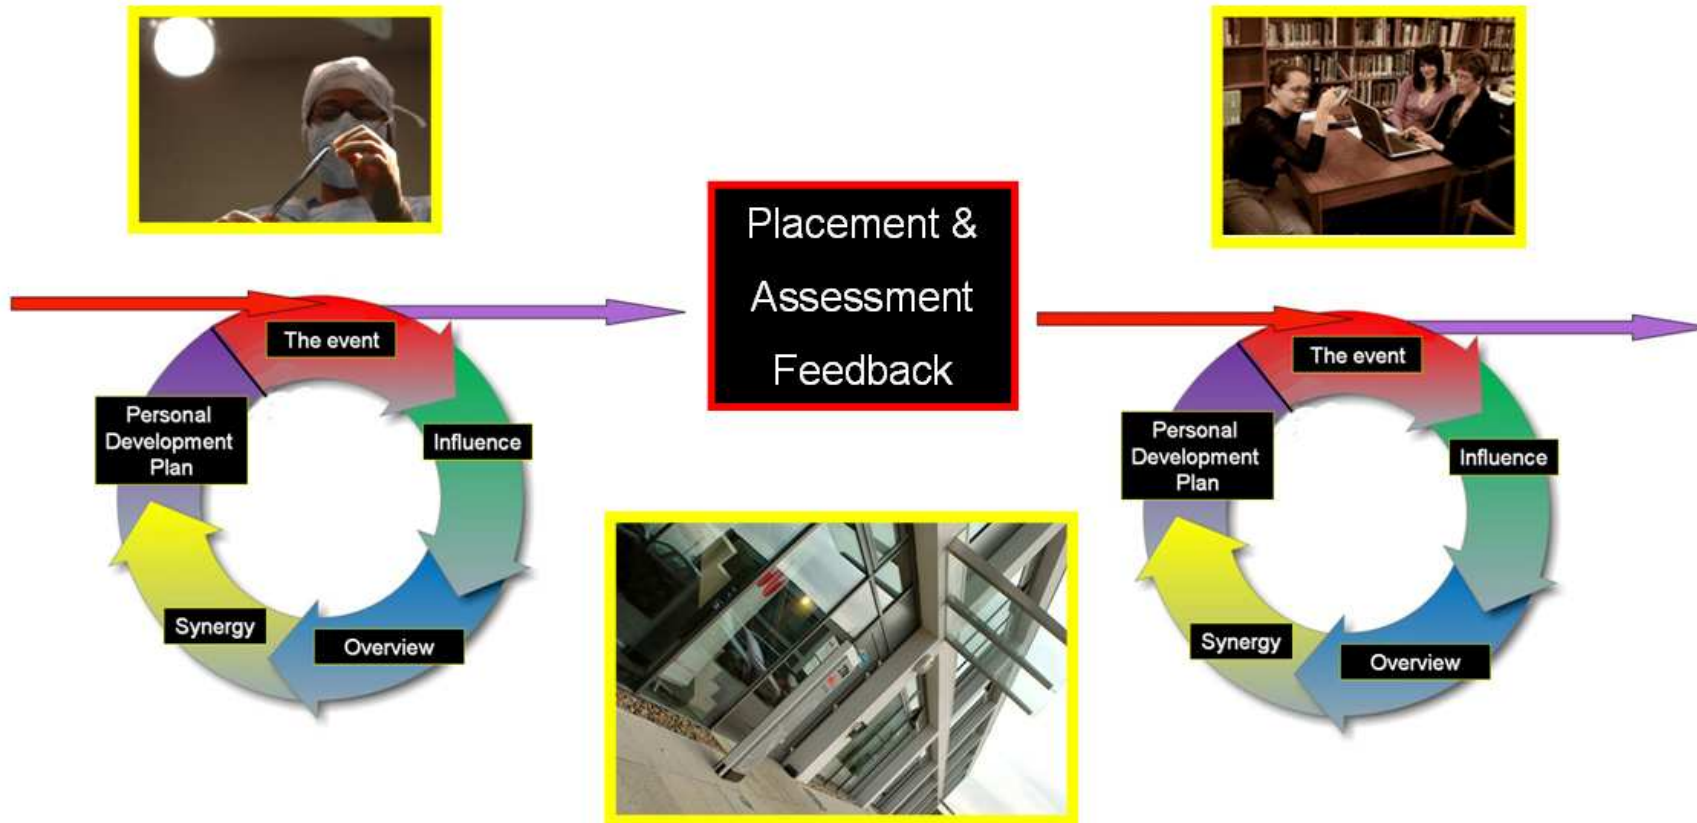 Placement &
Assessment
Feedback
The event
Influence
Overview
Synergy
Personal
Development
Plan
The event
Influence
Overview
Synergy
Personal
Development
Plan